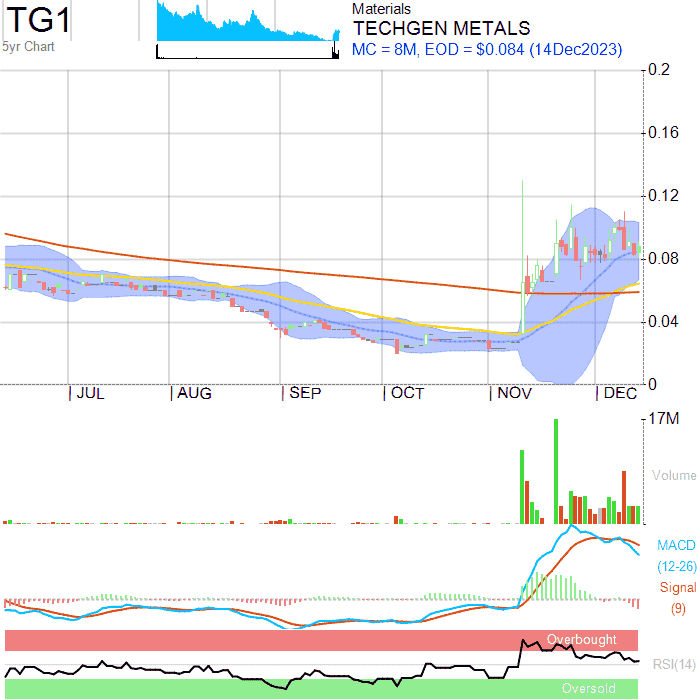 TG1
5yr Chart
Materials
TECHGEN METALS
MC = 8M, EOD = $0.084 (14Dec2023)
0.2
0.16
0.12
0.08
0.04
0
JUL AUG SEP OCT NOV DEC
17M
Volume
MACD
(12-26)
Signal
(9)
Overbought
RSI(14)
Oversold